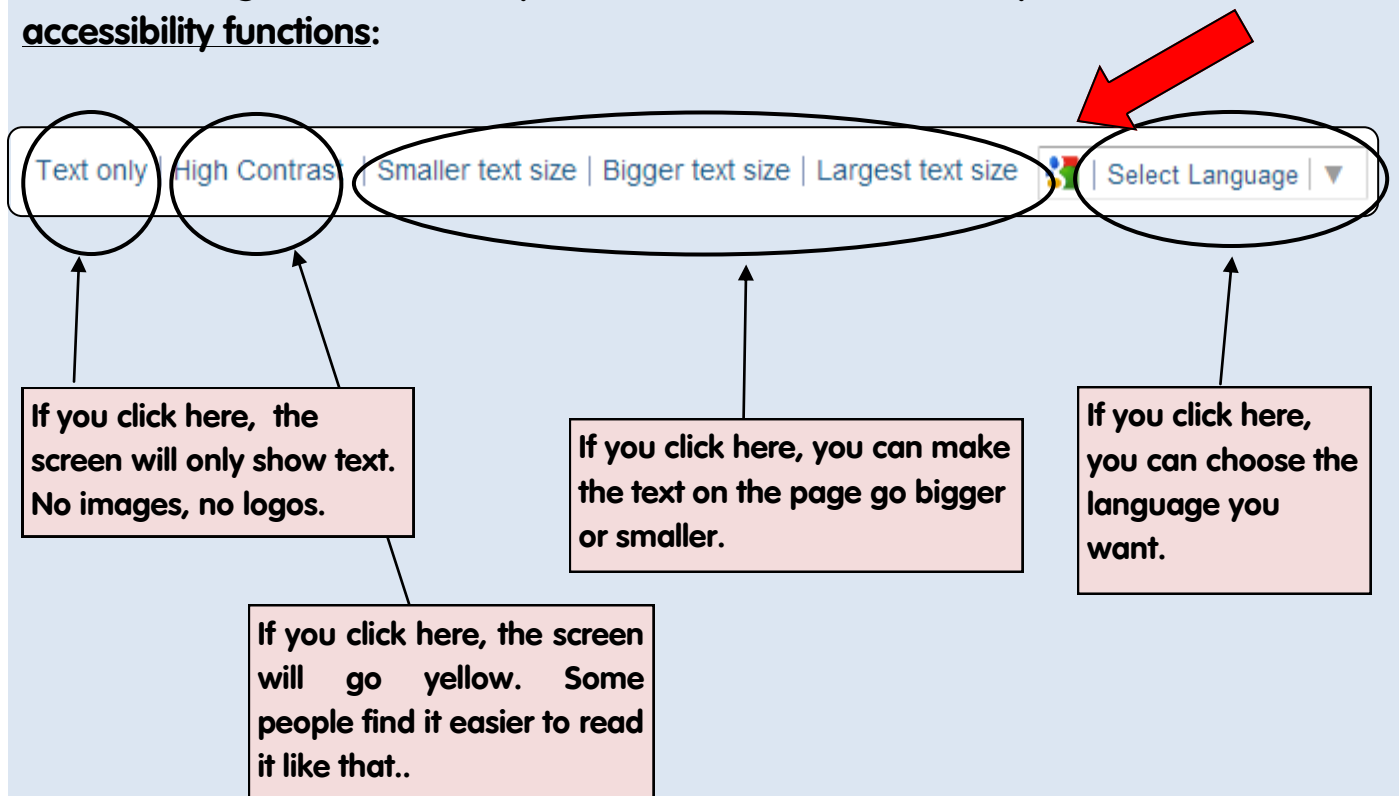 accessibility functions:
Text only | High Contrast | Smaller text size | Bigger text size | Largest text size | Select Language | ▼
If you click here, the
screen will only show text.
No images, no logos.
If you click here, you can make
the text on the page go bigger
or smaller.
If you click here,
you can choose the
language you
want.
If you click here, the screen
will go yellow. Some
people find it easier to read
it like that..